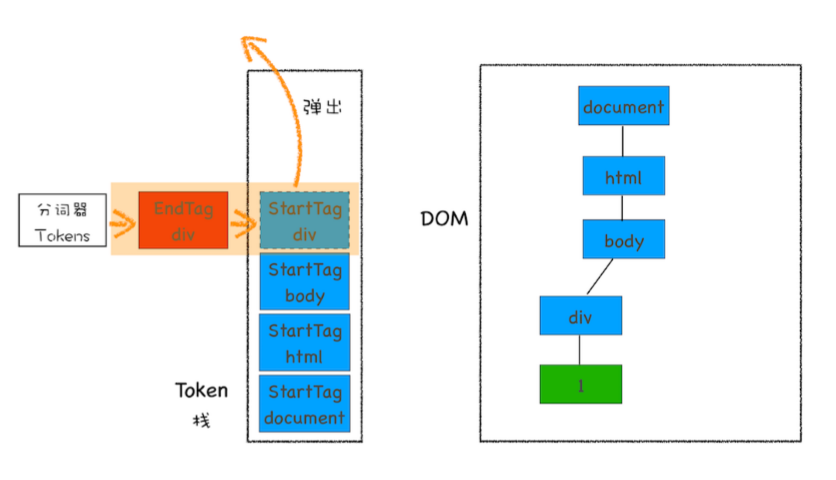 弹出
分词器
Tokens
EndTag
div
StartTag
div
StartTag
body
StartTag
html
StartTag
document
Token
栈
DOM
document
html
body
div
1